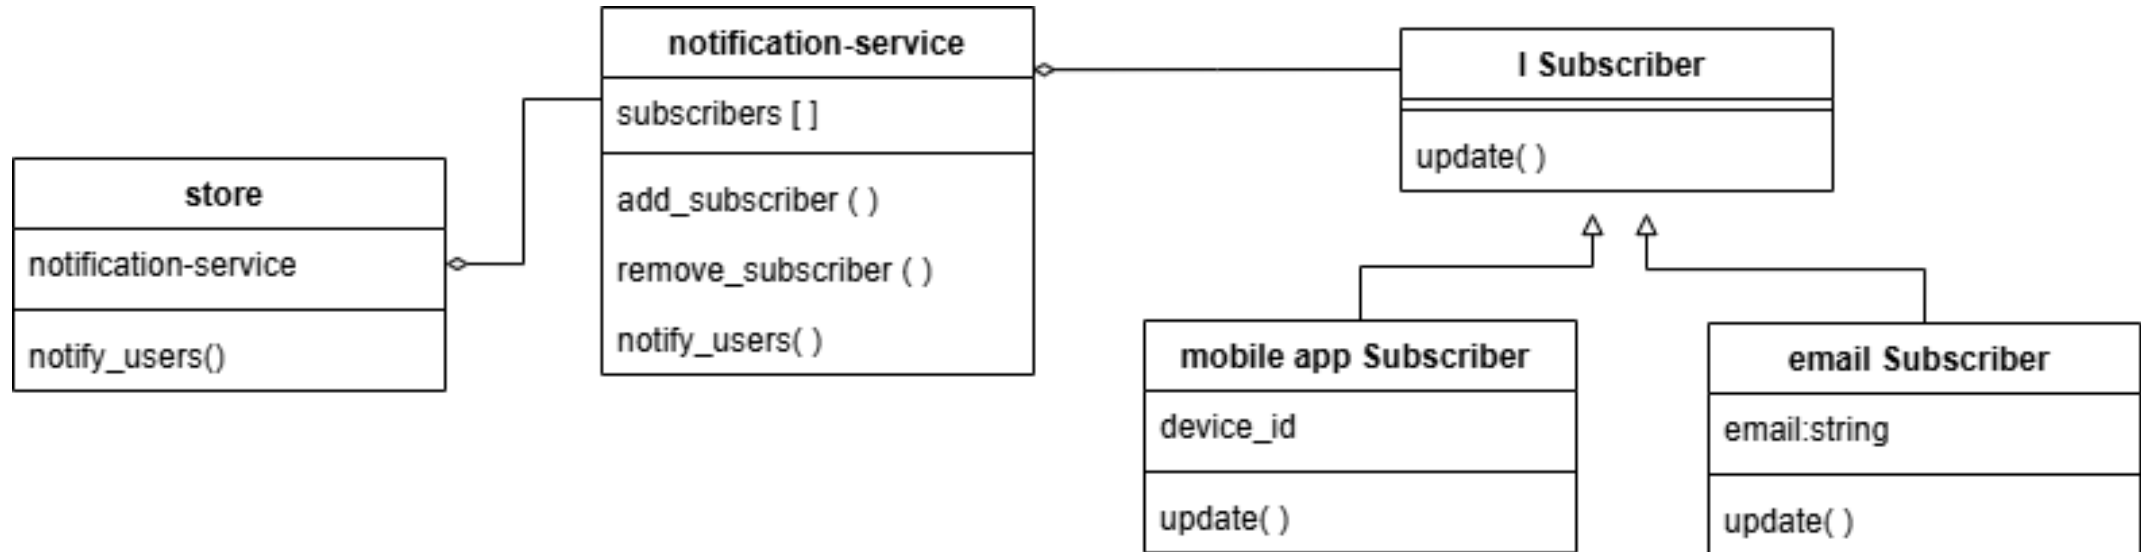 store
notification-service
notify_users()
notification-service
subscribers [ ]
add_subscriber ( )
remove_subscriber ( )
notify_users( )
I Subscriber
update( )
mobile app Subscriber
device_id
update( )
email Subscriber
email:string
update( )